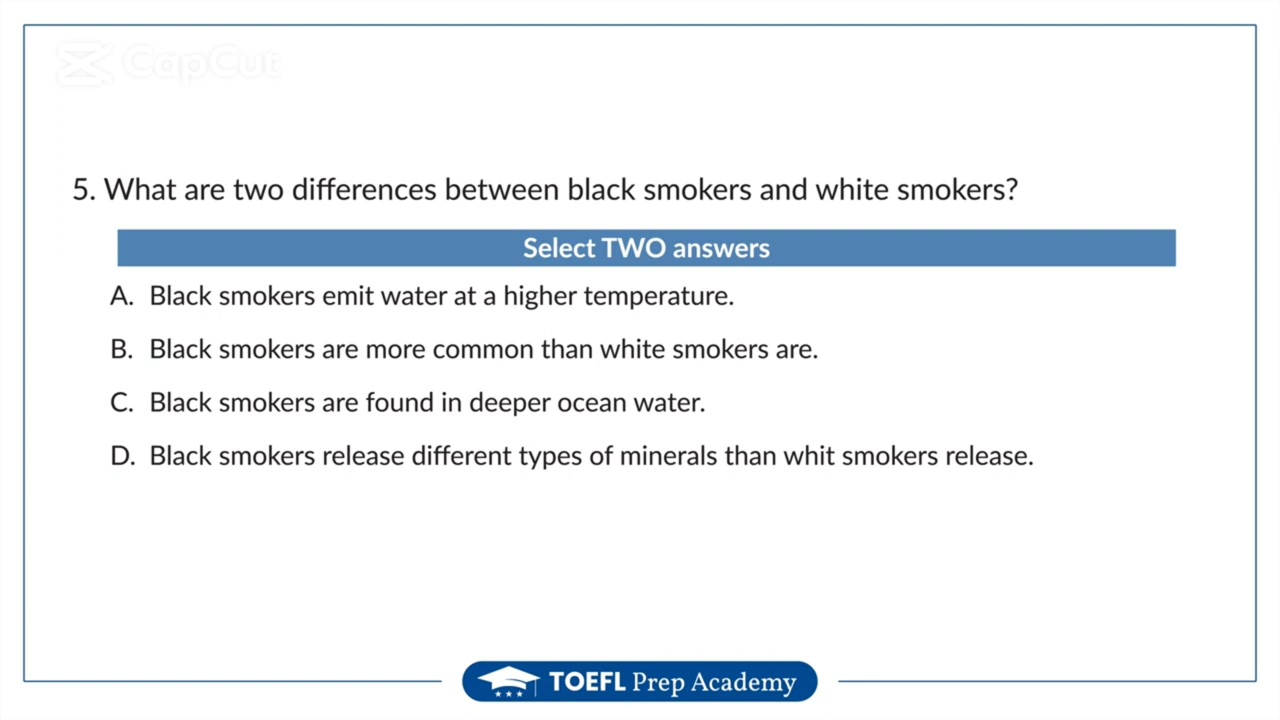 CapCut
5. What are two differences between black smokers and white smokers?
Select TWO answers
A. Black smokers emit water at a higher temperature.
B. Black smokers are more common than white smokers are.
C. Black smokers are found in deeper ocean water.
D. Black smokers release different types of minerals than whit smokers release.
TOEFL Prep Academy